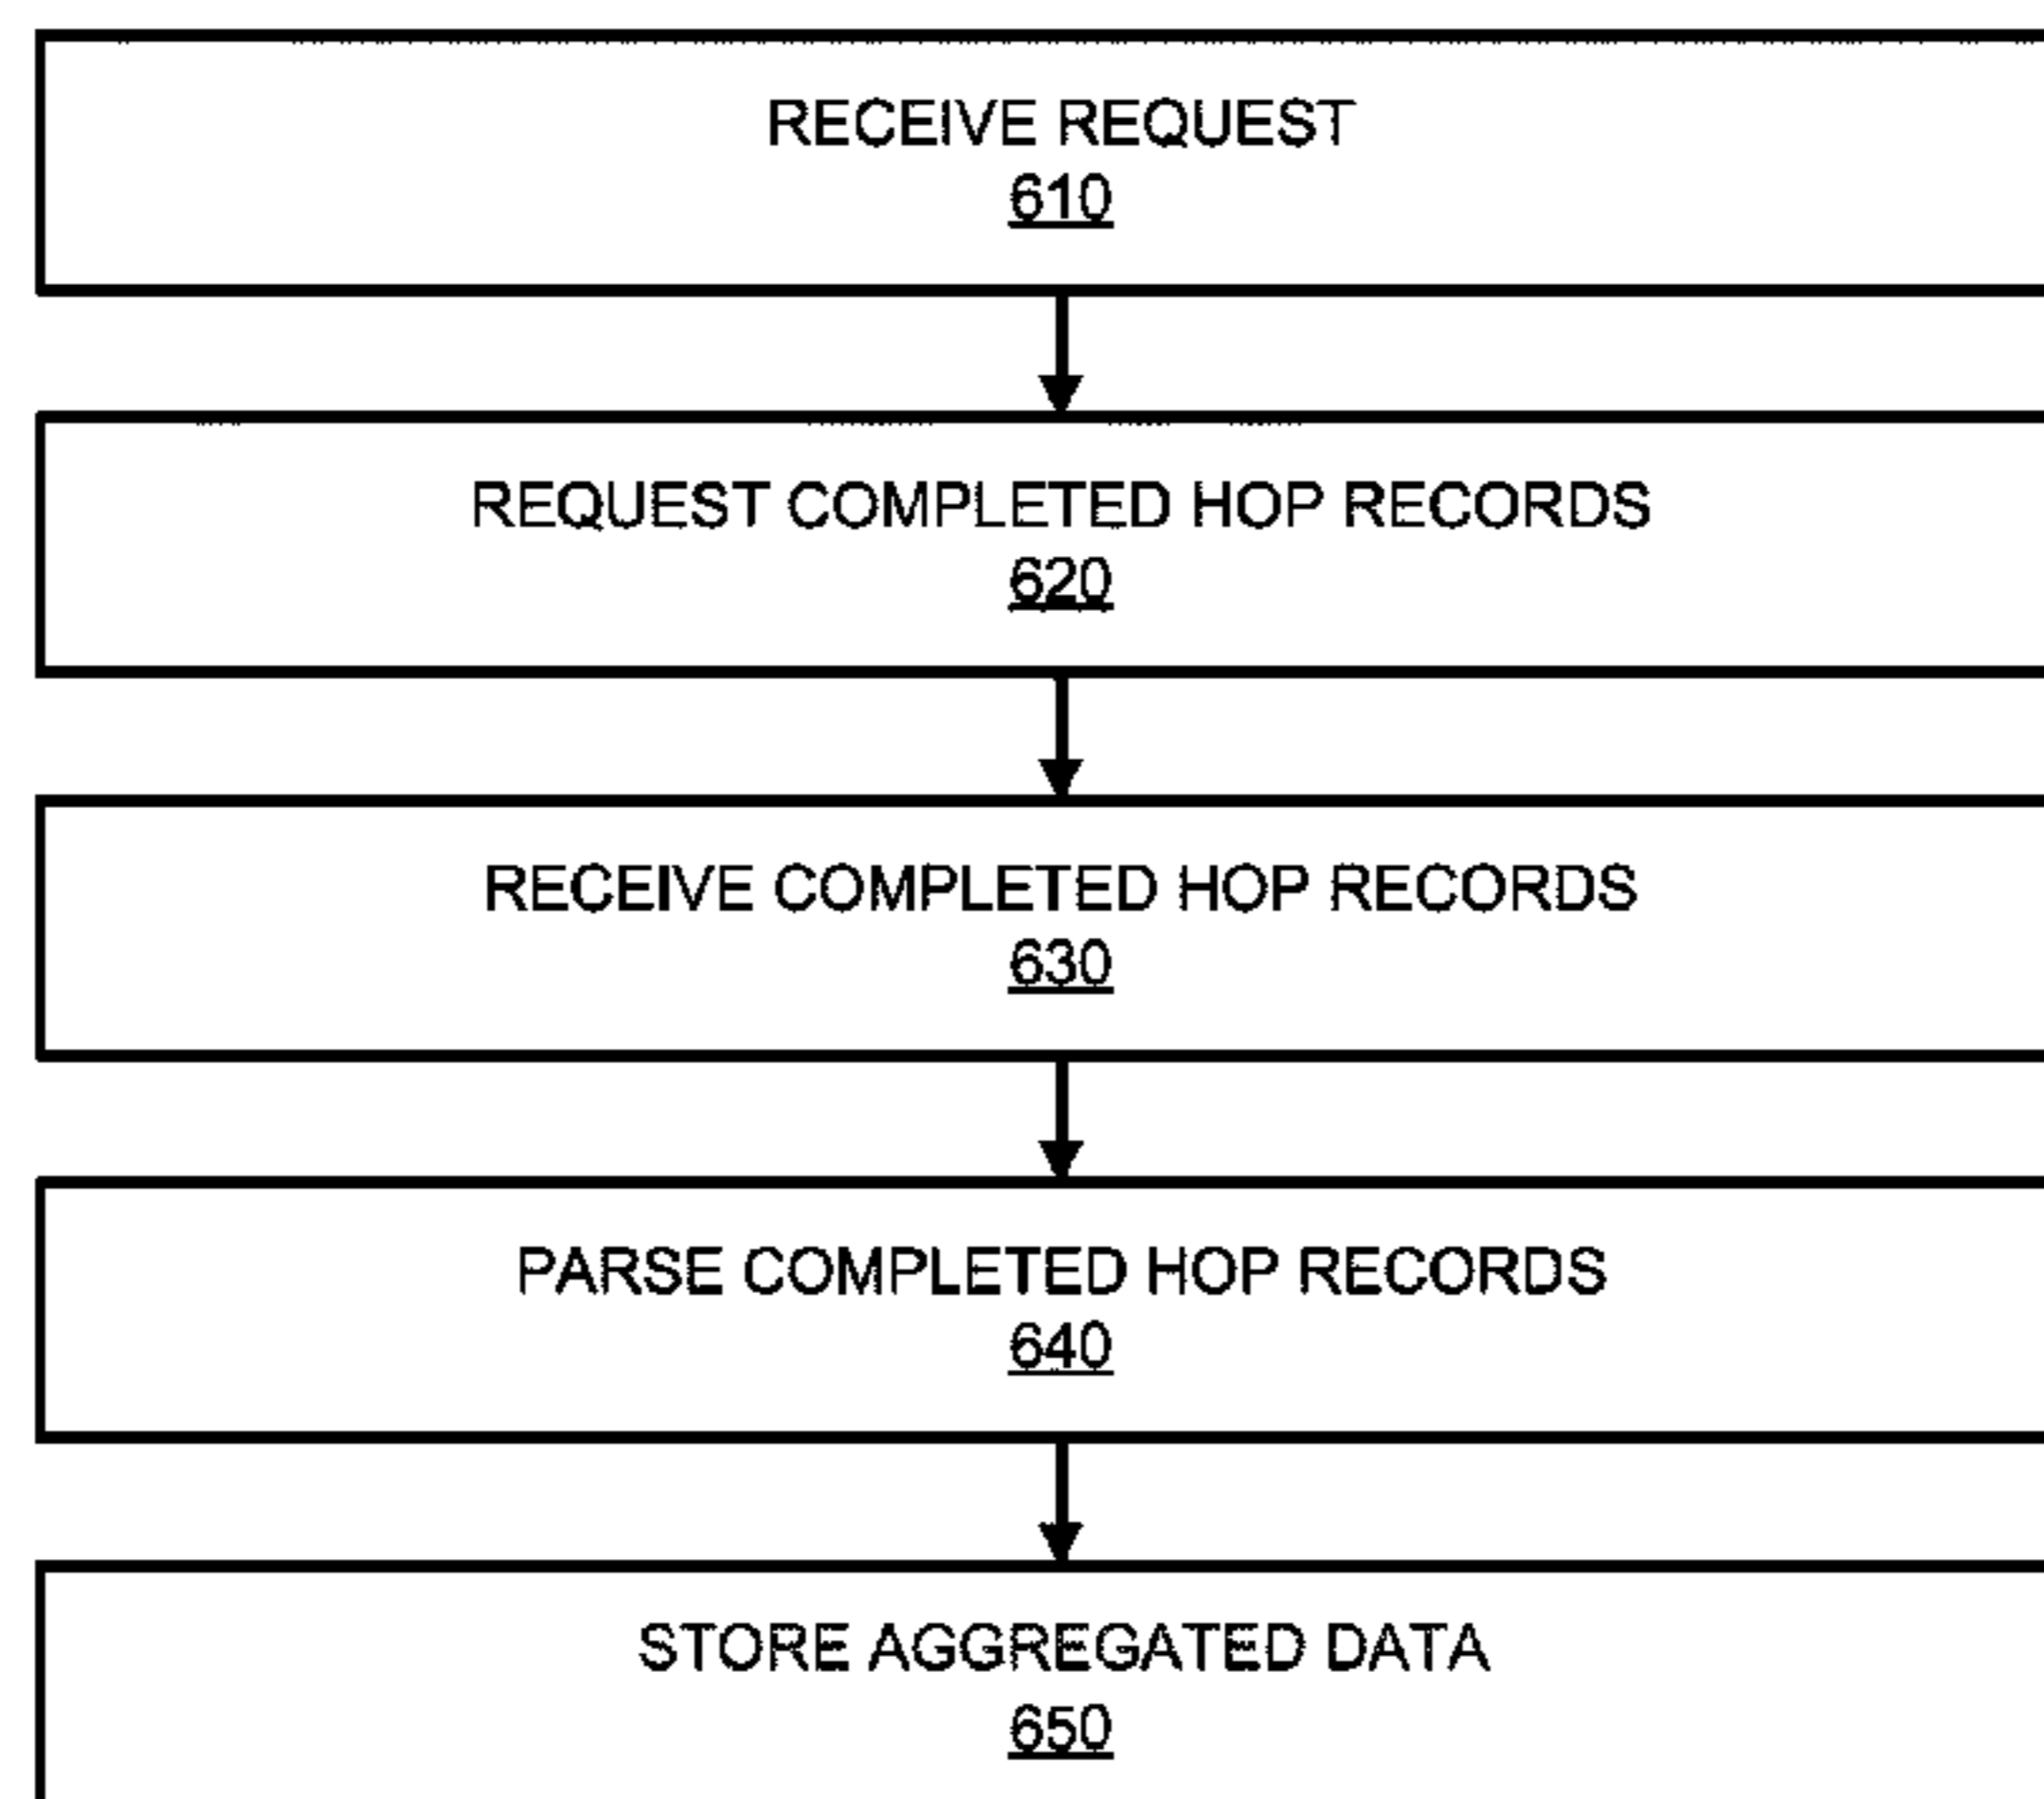 RECEIVE REQUEST
610
REQUEST COMPLETED HOP RECORDS
620
RECEIVE COMPLETED HOP RECORDS
630
PARSE COMPLETED HOP RECORDS
640
STORE AGGREGATED DATA
650